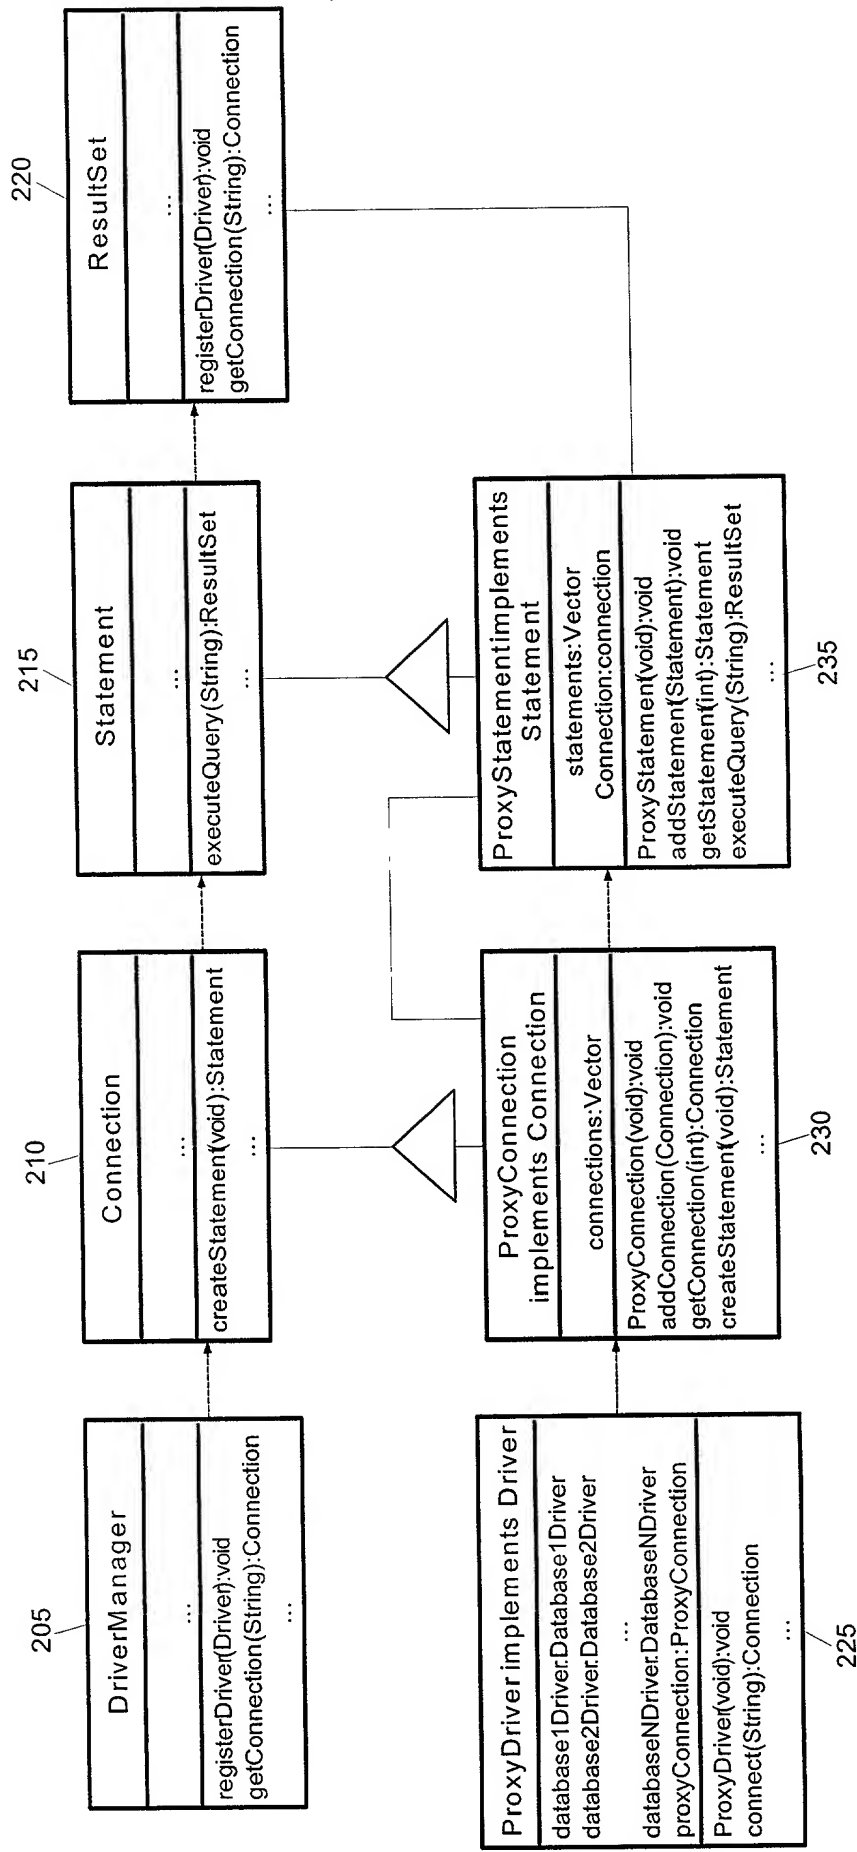 205
DriverManager
...
registerDriver(Driver):void
getConnection(String):Connection
...
210
Connection
...
createStatement(void):Statement
...
215
Statement
...
executeQuery(String):ResultSet
...
220
ResultSet
...
registerDriver(Driver):void
getConnection(String):Connection
...
ProxyDriver implements Driver
database1Driver.Database1Driver
database2Driver.Database2Driver
...
databaseNDriver.DatabaseNDriver
proxyConnection:ProxyConnection
ProxyDriver(void):void
connect(String):Connection
...
225
ProxyConnection
implements Connection
connections:Vector
ProxyConnection(void):void
addConnection(Connection):void
getConnection(int):Connection
createStatement(void):Statement
...
230
ProxyStatementimplements
Statement
statements:Vector
Connection:connection
ProxyStatement(void):void
addStatement(Statement):void
getStatement(int):Statement
executeQuery(String):ResultSet
...
235